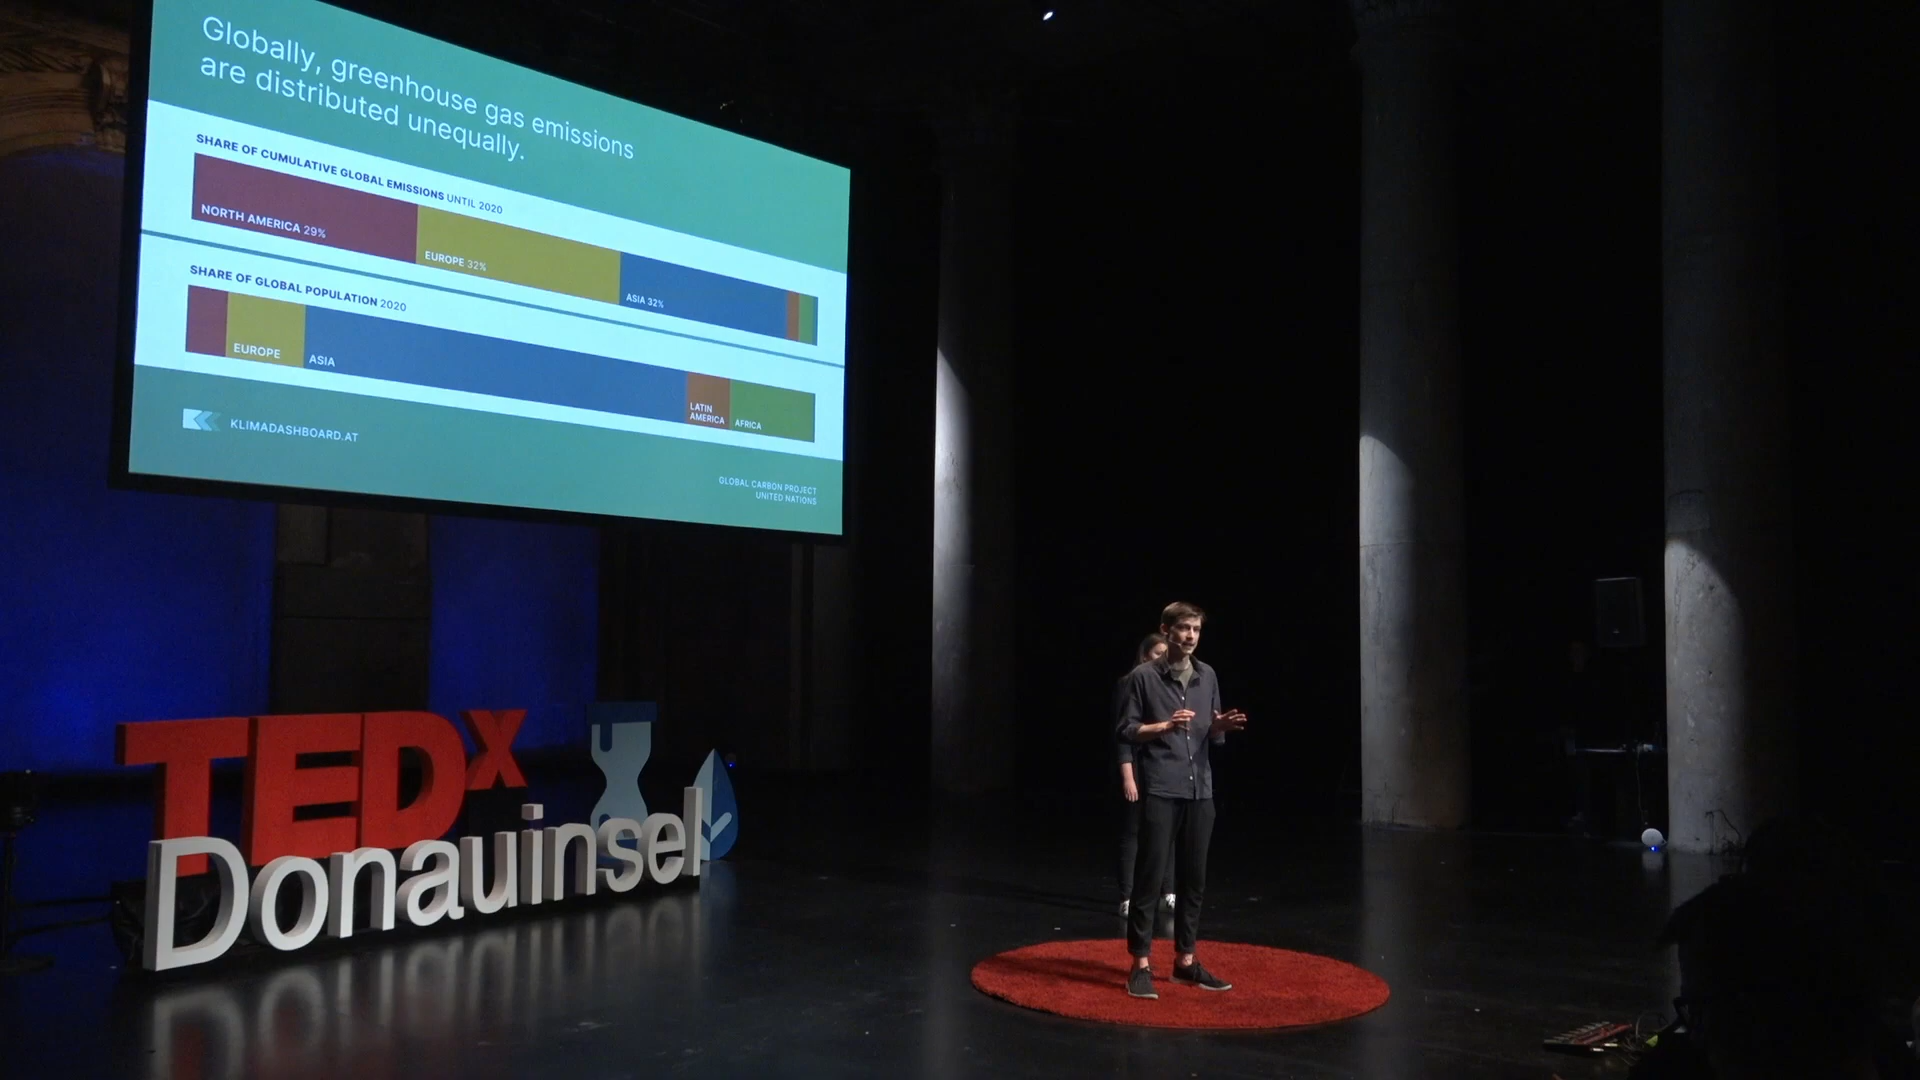 Globally, greenhouse gas emissions
are distributed unequally.
SHARE OF CUMULATIVE GLOBAL EMISSIONS UNTIL 2020
NORTH AMERICA 29%
EUROPE 32%
ASIA 32%
SHARE OF GLOBAL POPULATION 2020
EUROPE
ASIA
LATIN
AMERICA
AFRICA
KLIMADASHBOARD.AT
GLOBAL CARBON PROJECT
UNITED NATIONS
TEDx
Donauinsel